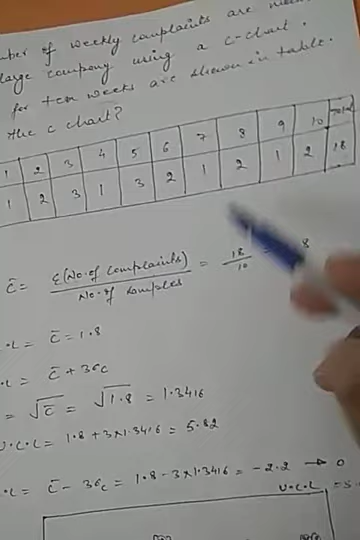 of weekly complaints are
large company using a c-chart.
for ten weeks are shown in table.
the c chart?
1 2 3 4 5 6 7 8 9 10 Total
1 2 3 1 3 2 1 2 1 2 18
C̄ = Σ(No. of complaints) / No. of samples = 18/10 8
C̄ = 1.8
C̄ + 3σc
= √C̄ = √1.8 = 1.3416
U.C.L = 1.8 + 3×1.3416 = 5.82
C̄ - 3σc = 1.8 - 3×1.3416 = -2.2 → 0
U.C.L